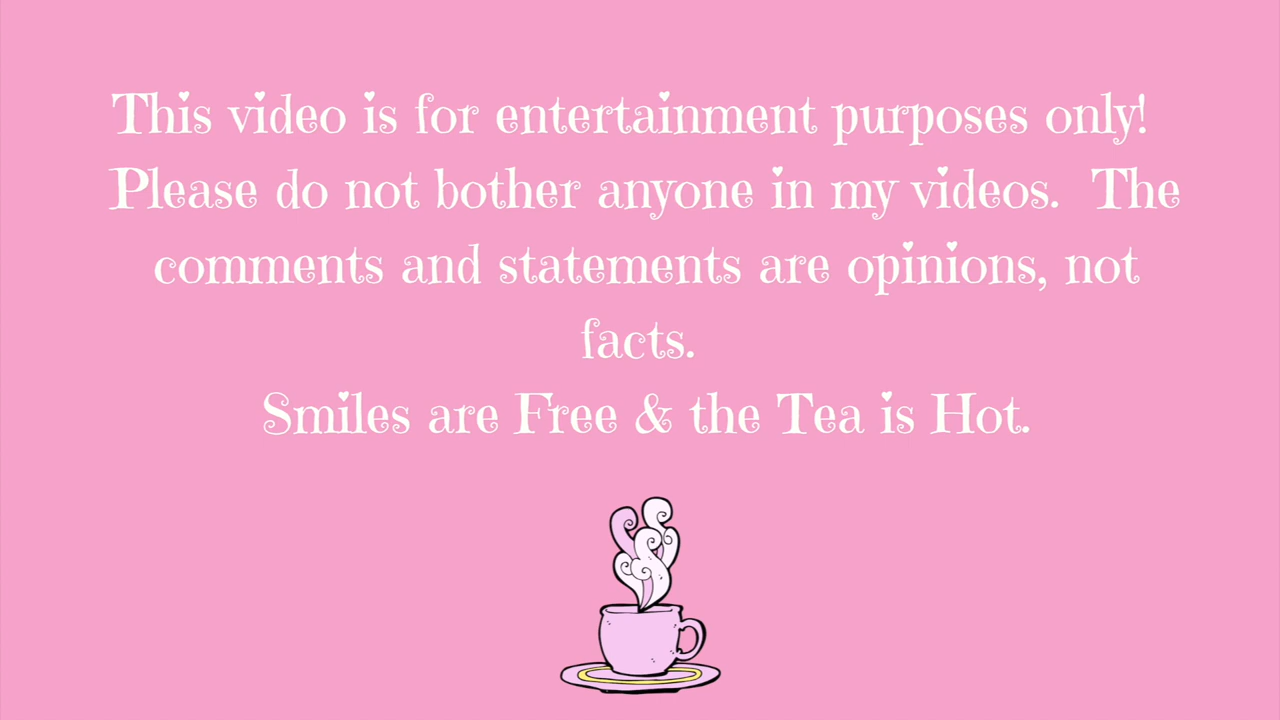 This video is for entertainment purposes only!
Please do not bother anyone in my videos.  The
comments and statements are opinions, not
facts.
Smiles are Free & the Tea is Hot.